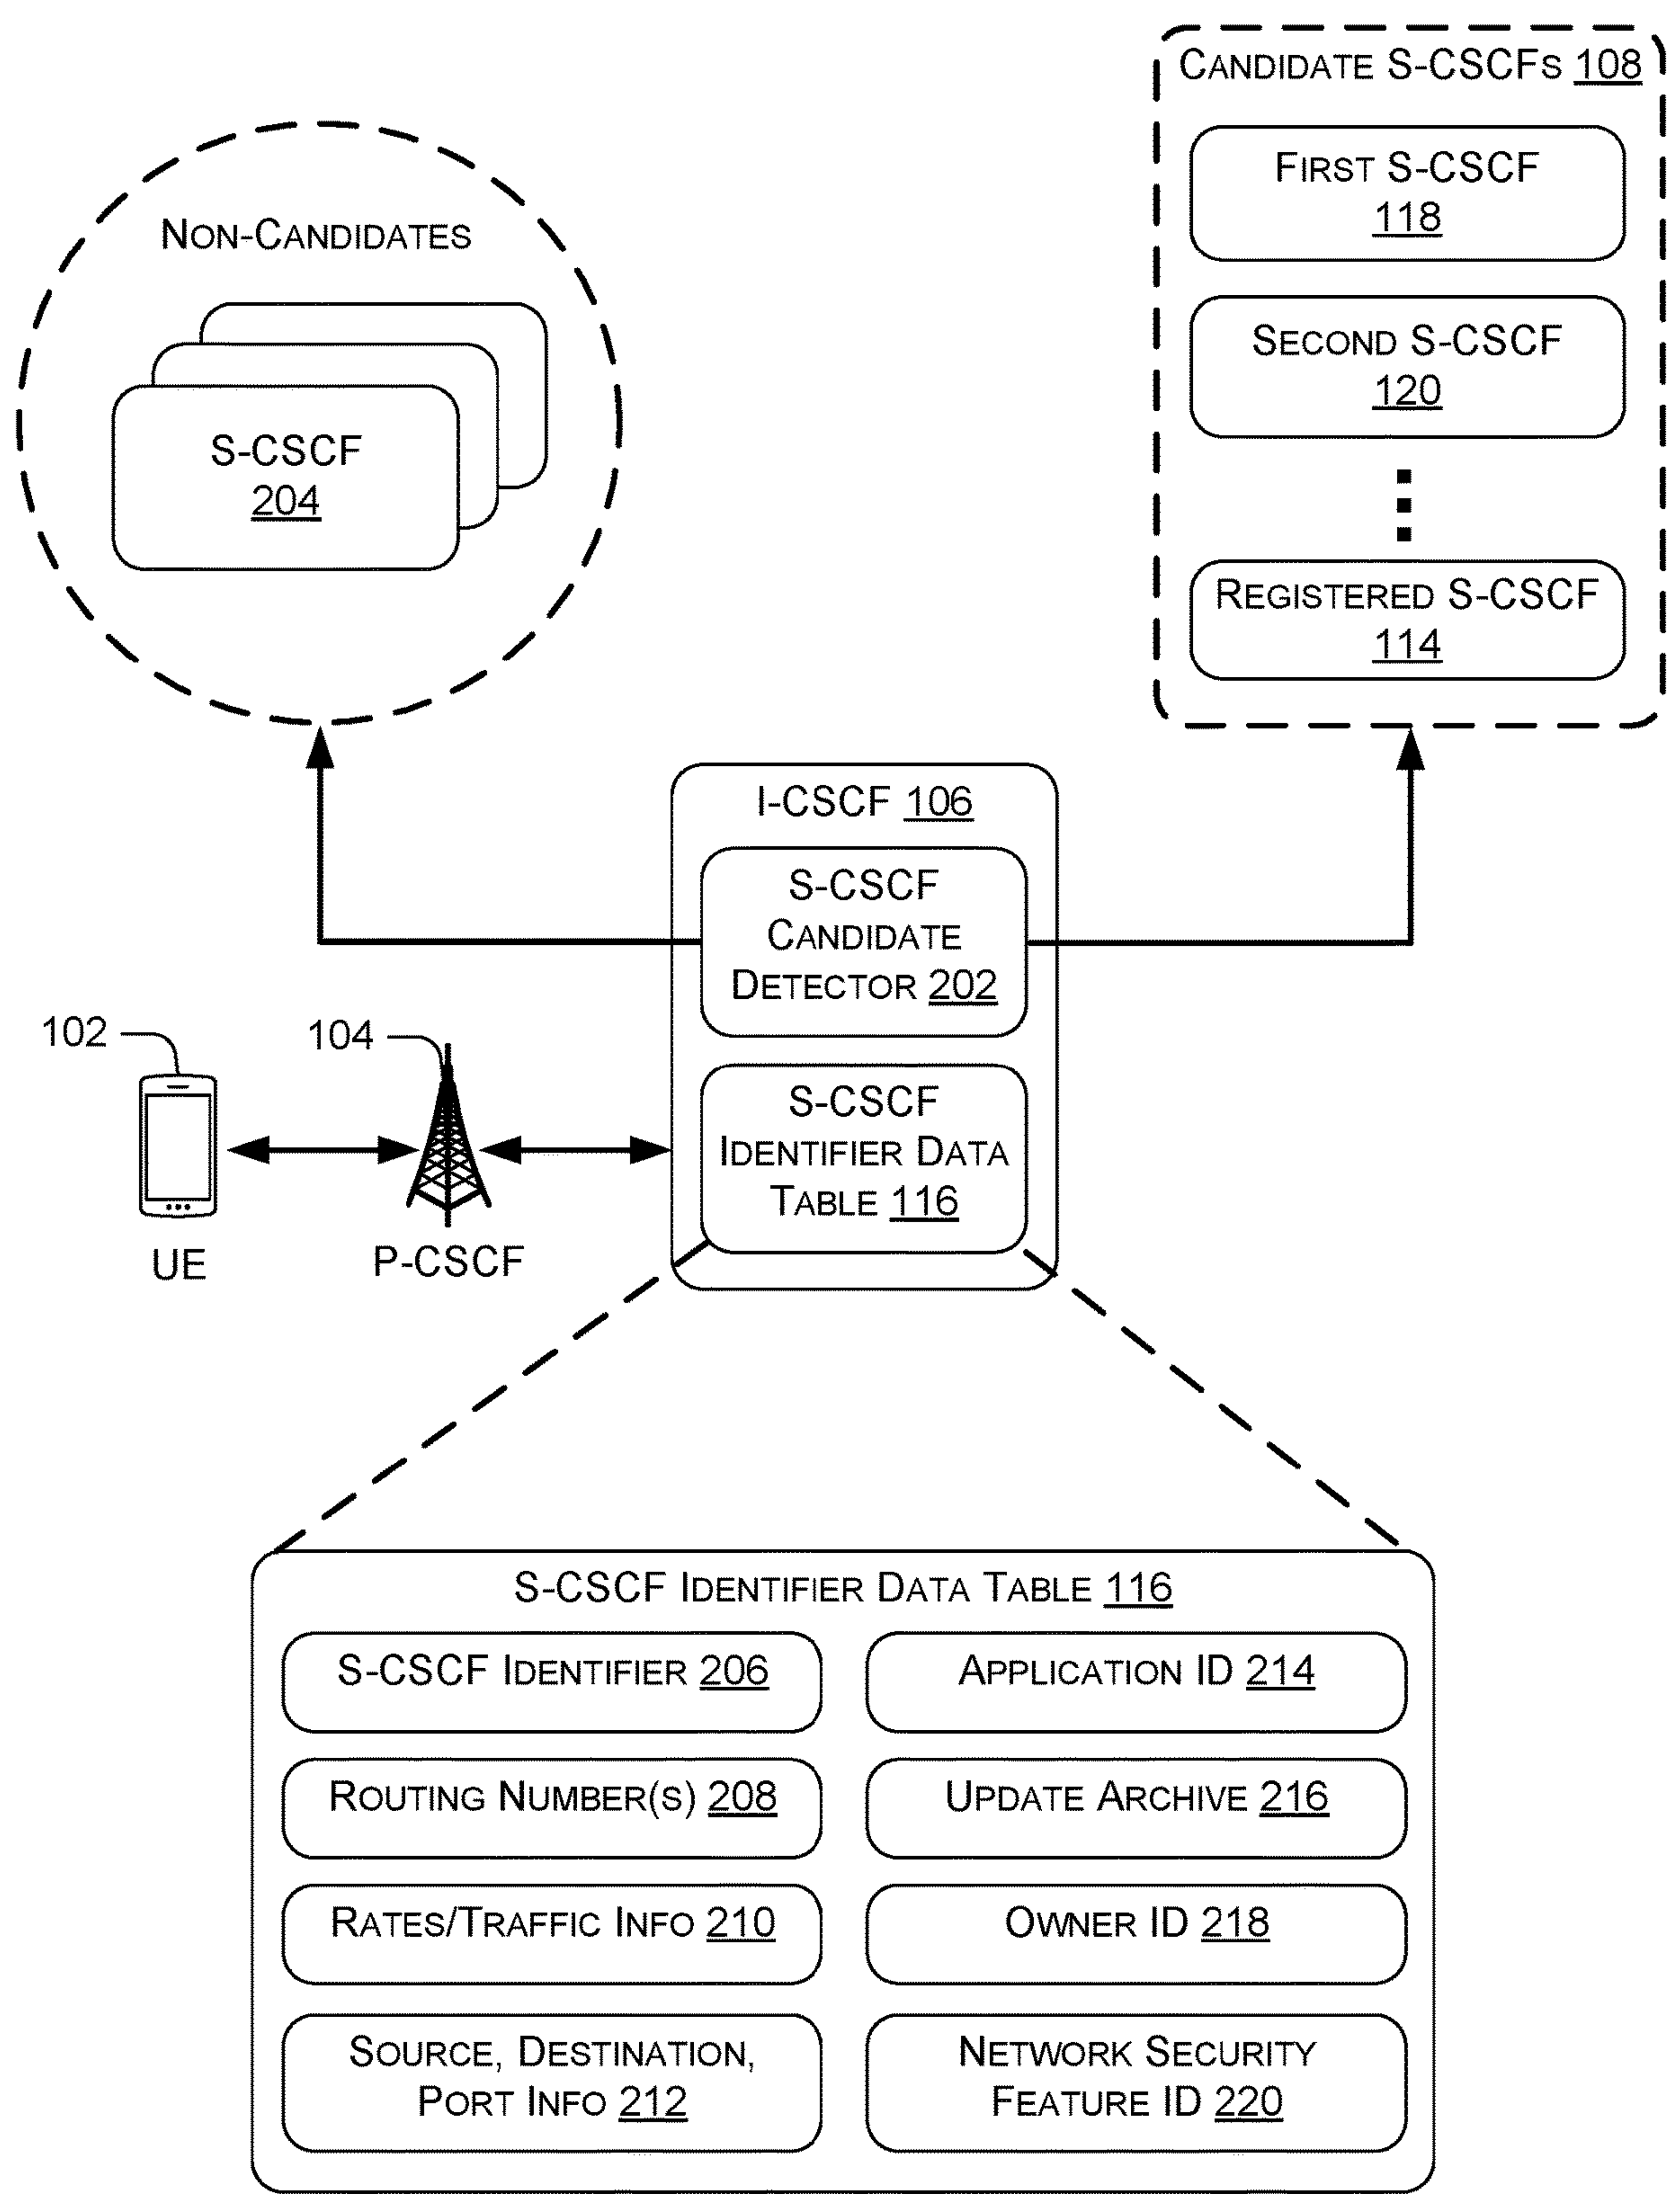 CANDIDATE S-CSCFS 108
FIRST S-CSCF
118
SECOND S-CSCF
120
REGISTERED S-CSCF
114
NON-CANDIDATES
S-CSCF
204
I-CSCF 106
S-CSCF
CANDIDATE
DETECTOR 202
S-CSCF
IDENTIFIER DATA
TABLE 116
102
UE
104
P-CSCF
S-CSCF IDENTIFIER DATA TABLE 116
S-CSCF IDENTIFIER 206
ROUTING NUMBER(S) 208
RATES/TRAFFIC INFO 210
SOURCE, DESTINATION,
PORT INFO 212
APPLICATION ID 214
UPDATE ARCHIVE 216
OWNER ID 218
NETWORK SECURITY
FEATURE ID 220